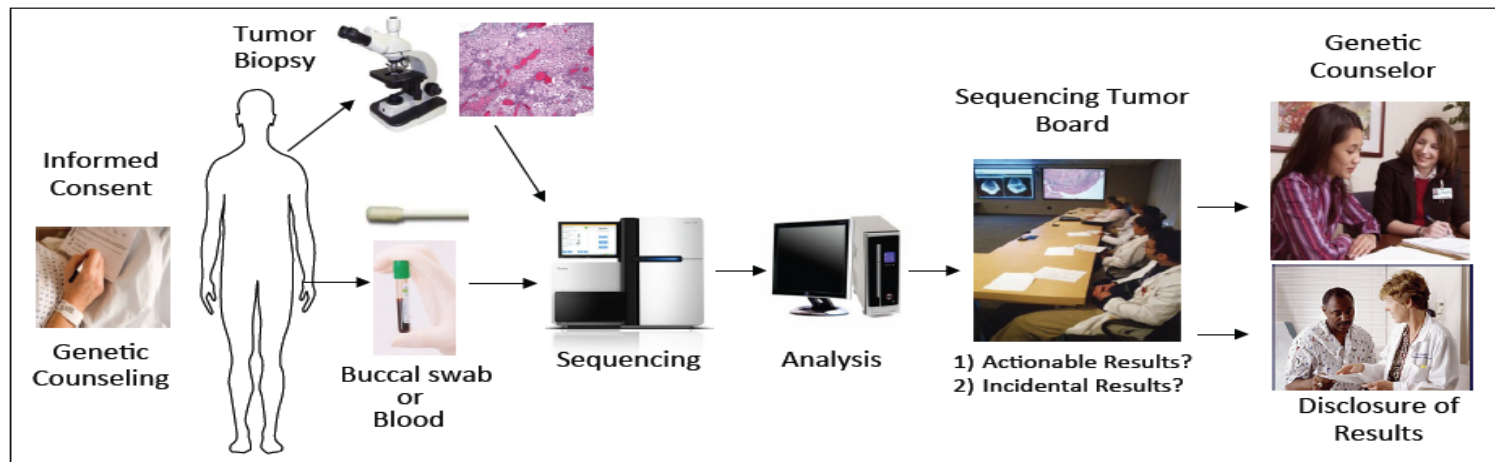 Informed
Consent
Genetic
Counseling
Tumor
Biopsy
Buccal swab
or
Blood
Sequencing
Analysis
Sequencing Tumor
Board
1) Actionable Results?
2) Incidental Results?
Genetic
Counselor
Disclosure of
Results